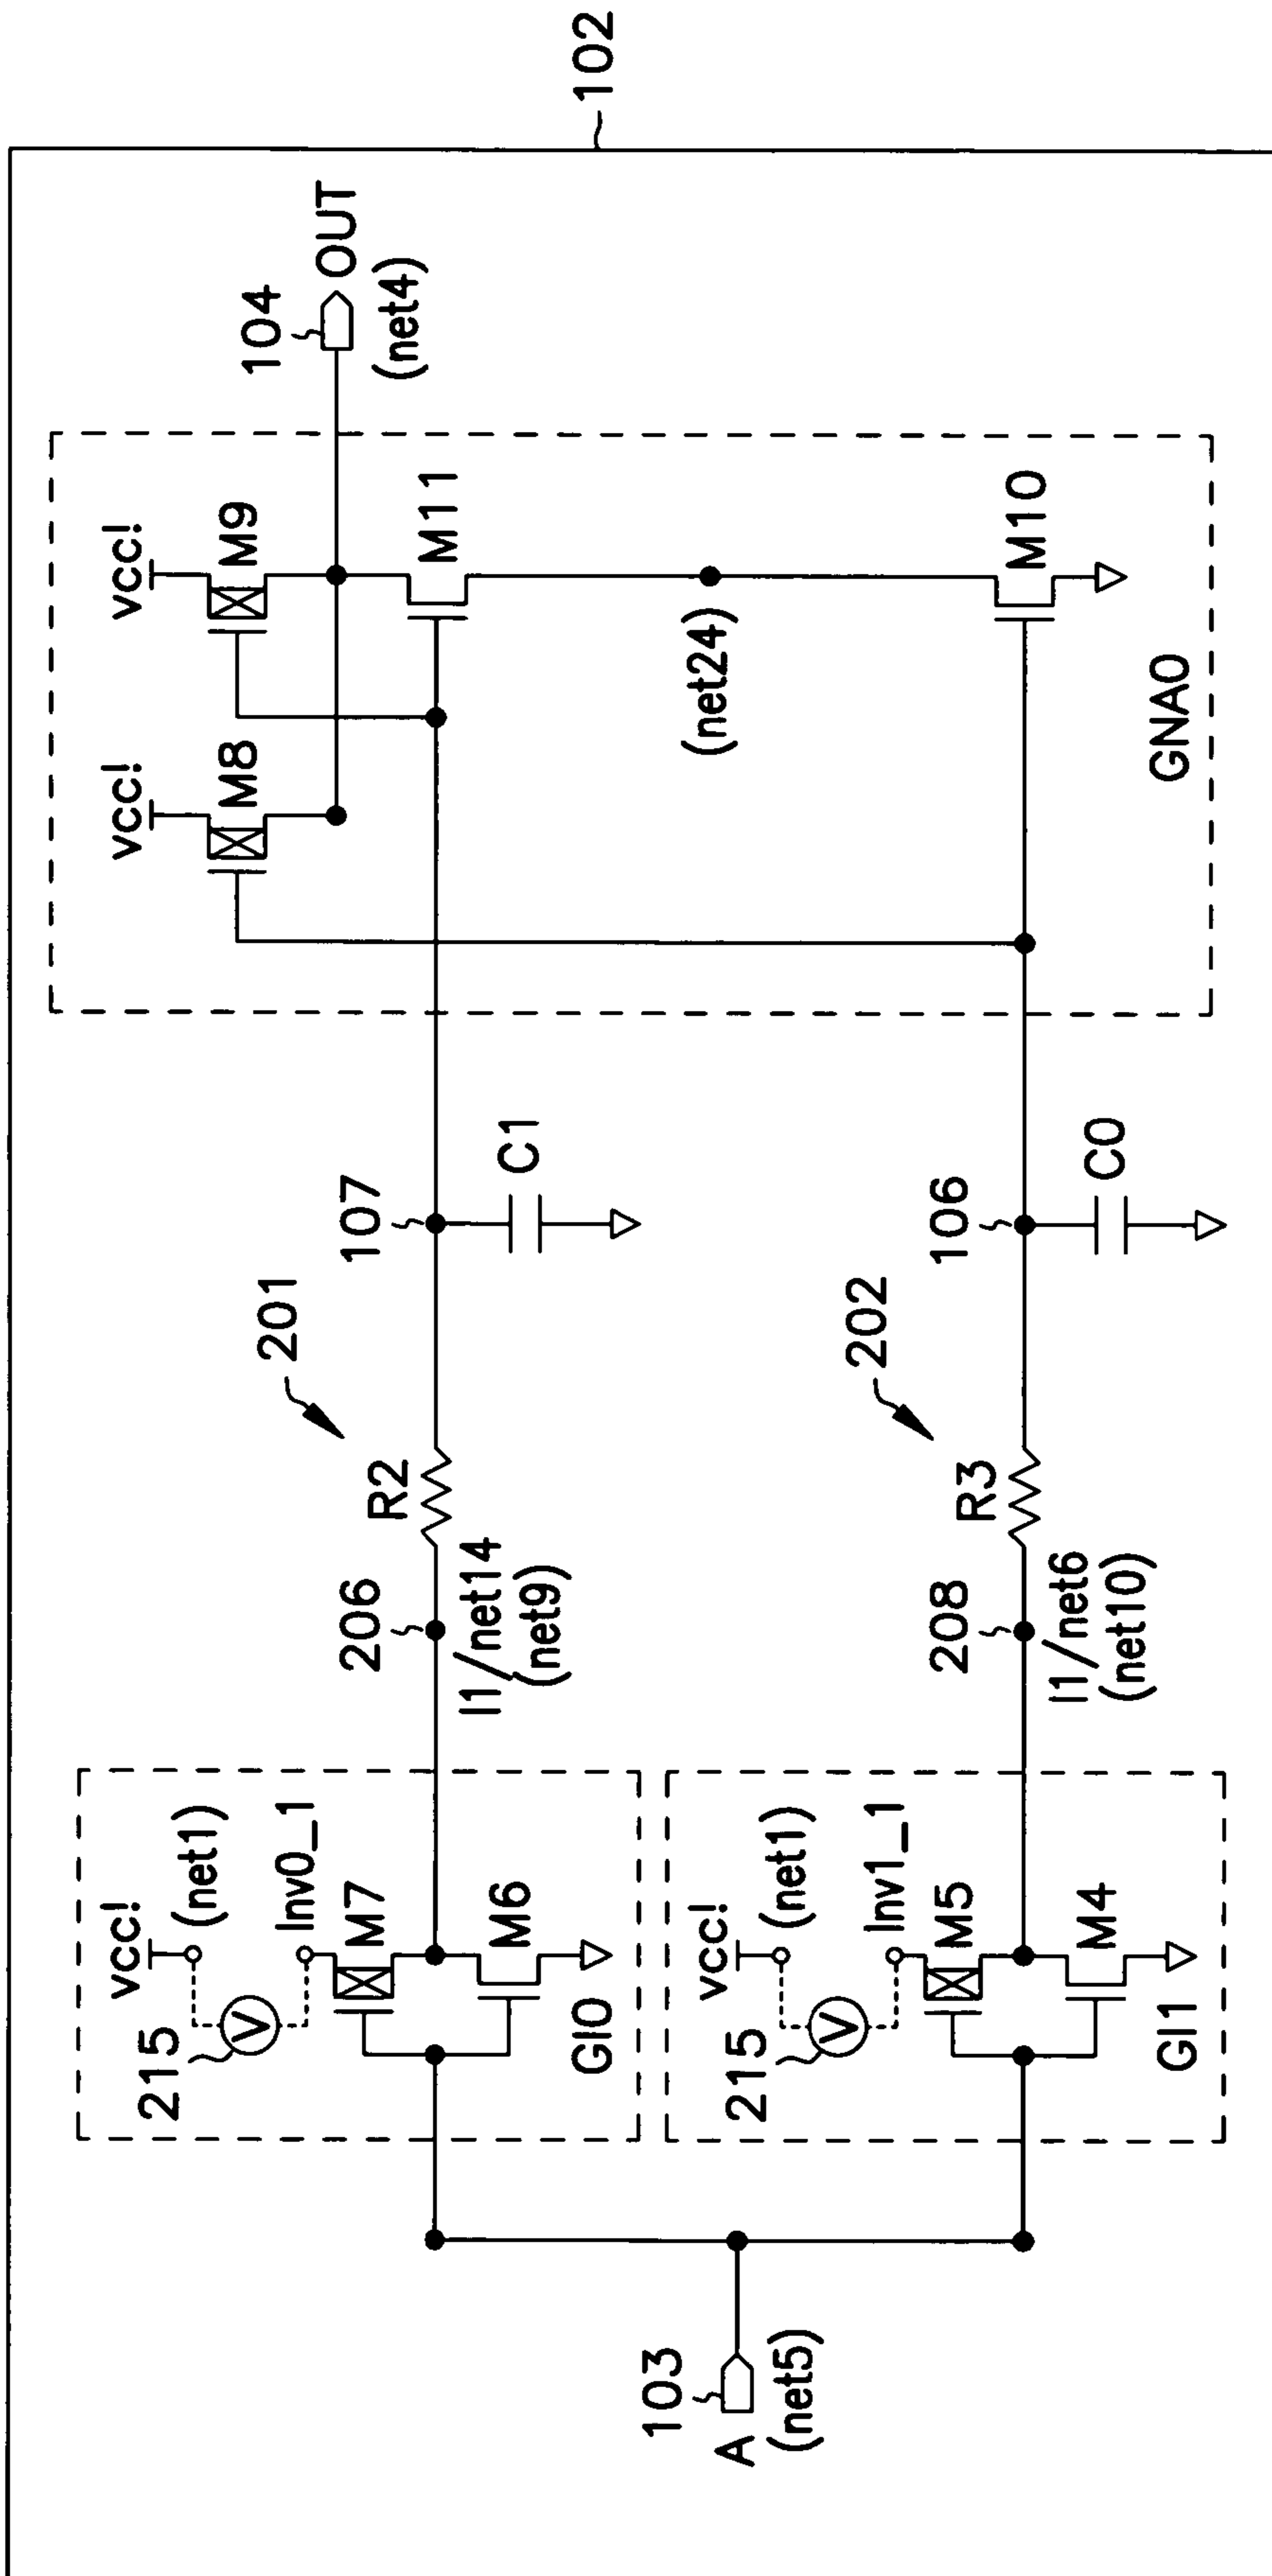 102
vcc!
(net1)
215
Inv0_1
M7
M6
GI0
vcc!
(net1)
215
Inv1_1
M5
M4
GI1
103
A
(net5)
206
I1/net14
(net9)
R2
201
107
C1
208
I1/net6
(net10)
R3
202
106
C0
vcc!
M8
vcc!
M9
104
OUT
(net4)
M11
(net24)
M10
GNA0